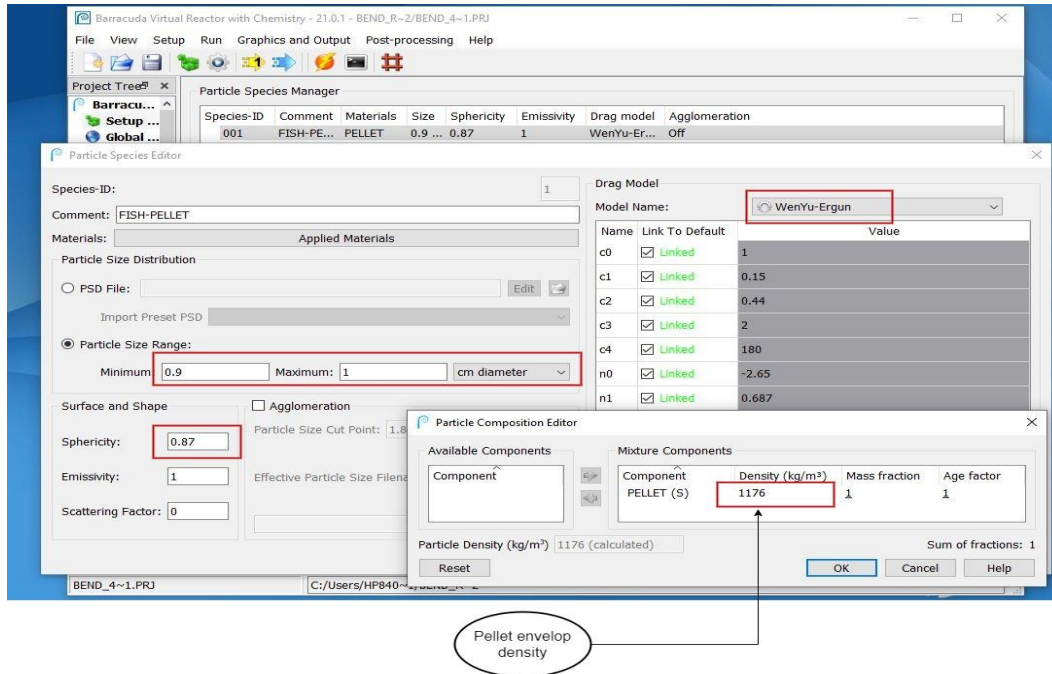 Barracuda Virtual Reactor with Chemistry - 21.0.1 - BEND_R~2/BEND_4~1.PRJ
File View Setup Run Graphics and Output Post-processing Help
Project Tree
Particle Species Manager
Barracu...
Setup ...
Global ...
Species-ID Comment Materials Size Sphericity Emissivity Drag model Agglomeration
001 FISH-PE... PELLET 0.9 ... 0.87 1 WenYu-Er... Off
Particle Species Editor
Species-ID: 1
Comment: FISH-PELLET
Materials: Applied Materials
Particle Size Distribution
PSD File: Edit
Import Preset PSD
Particle Size Range:
Minimum: 0.9 Maximum: 1 cm diameter
Surface and Shape
Sphericity: 0.87
Emissivity: 1
Scattering Factor: 0
Agglomeration
Particle Size Cut Point: 1.8
Effective Particle Size Filena
Drag Model
Model Name: WenYu-Ergun
Name Link To Default Value
c0 Linked 1
c1 Linked 0.15
c2 Linked 0.44
c3 Linked 2
c4 Linked 180
n0 Linked -2.65
n1 Linked 0.687
Particle Composition Editor
Available Components
Component
Mixture Components
Component Density (kg/m³) Mass fraction Age factor
PELLET (S) 1176 1 1
Particle Density (kg/m³) 1176 (calculated)
Sum of fractions: 1
Reset OK Cancel Help
BEND_4~1.PRJ
Pellet envelop
density